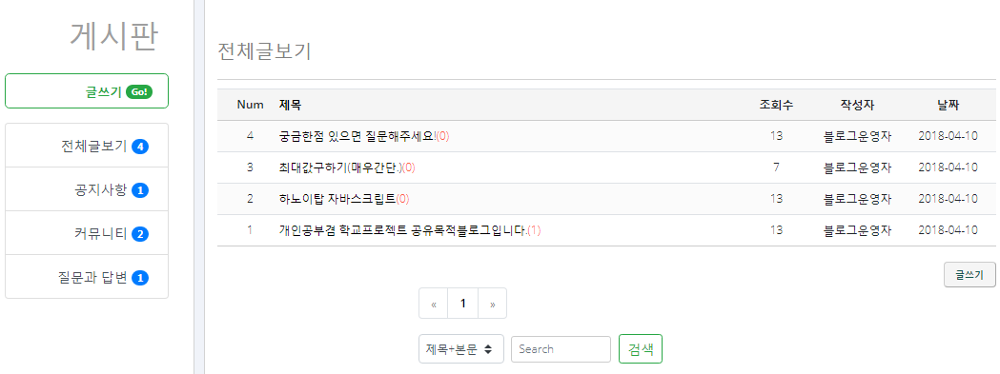 게시판
글쓰기 Go!
전체글보기 4
공지사항 1
커뮤니티 2
질문과 답변 1
전체글보기
Num 제목 조회수 작성자 날짜
4 궁금한점 있으면 질문해주세요!(0) 13 블로그운영자 2018-04-10
3 최대값구하기(매우간단.)(0) 7 블로그운영자 2018-04-10
2 하노이탑 자바스크립트(0) 13 블로그운영자 2018-04-10
1 개인공부겸 학교프로젝트 공유목적블로그입니다.(1) 13 블로그운영자 2018-04-10
글쓰기
« 1 »
제목+본문 Search 검색